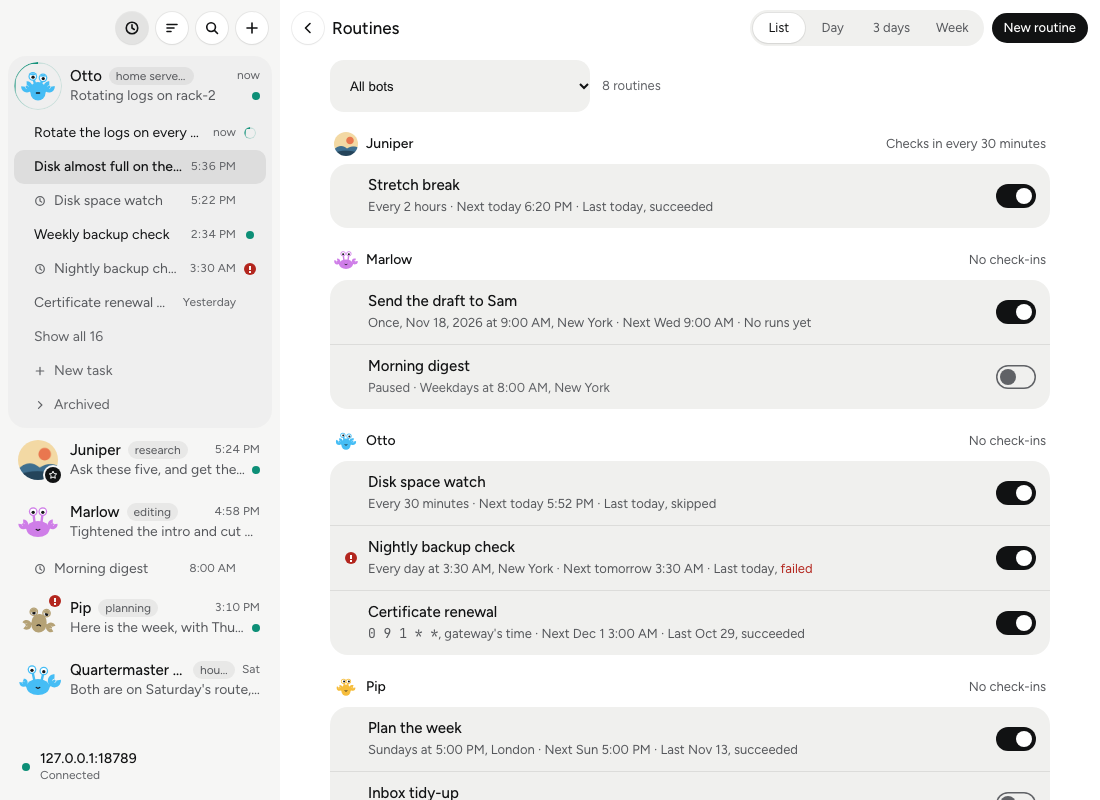 Otto home serve... now
Rotating logs on rack-2
Rotate the logs on every ... now
Disk almost full on the... 5:36 PM
Disk space watch 5:22 PM
Weekly backup check 2:34 PM
Nightly backup ch... 3:30 AM
Certificate renewal ... Yesterday
Show all 16
New task
Archived
Juniper research 5:24 PM
Ask these five, and get the...
Marlow editing 4:58 PM
Tightened the intro and cut ...
Morning digest 8:00 AM
Pip planning 3:10 PM
Here is the week, with Thu...
Quartermaster ... hou... Sat
Both are on Saturday's route,...
127.0.0.1:18789
Connected
Routines
List Day 3 days Week
New routine
All bots
8 routines
Juniper Checks in every 30 minutes
Stretch break
Every 2 hours · Next today 6:20 PM · Last today, succeeded
Marlow No check-ins
Send the draft to Sam
Once, Nov 18, 2026 at 9:00 AM, New York · Next Wed 9:00 AM · No runs yet
Morning digest
Paused · Weekdays at 8:00 AM, New York
Otto No check-ins
Disk space watch
Every 30 minutes · Next today 5:52 PM · Last today, skipped
Nightly backup check
Every day at 3:30 AM, New York · Next tomorrow 3:30 AM · Last today, failed
Certificate renewal
0 9 1 * *, gateway's time · Next Dec 1 3:00 AM · Last Oct 29, succeeded
Pip No check-ins
Plan the week
Sundays at 5:00 PM, London · Next Sun 5:00 PM · Last Nov 13, succeeded
Inbox tidy-up